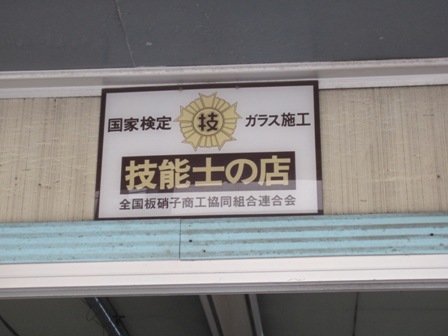 国家検定 技 ガラス施工
技能士の店
全国板硝子商工協同組合連合会